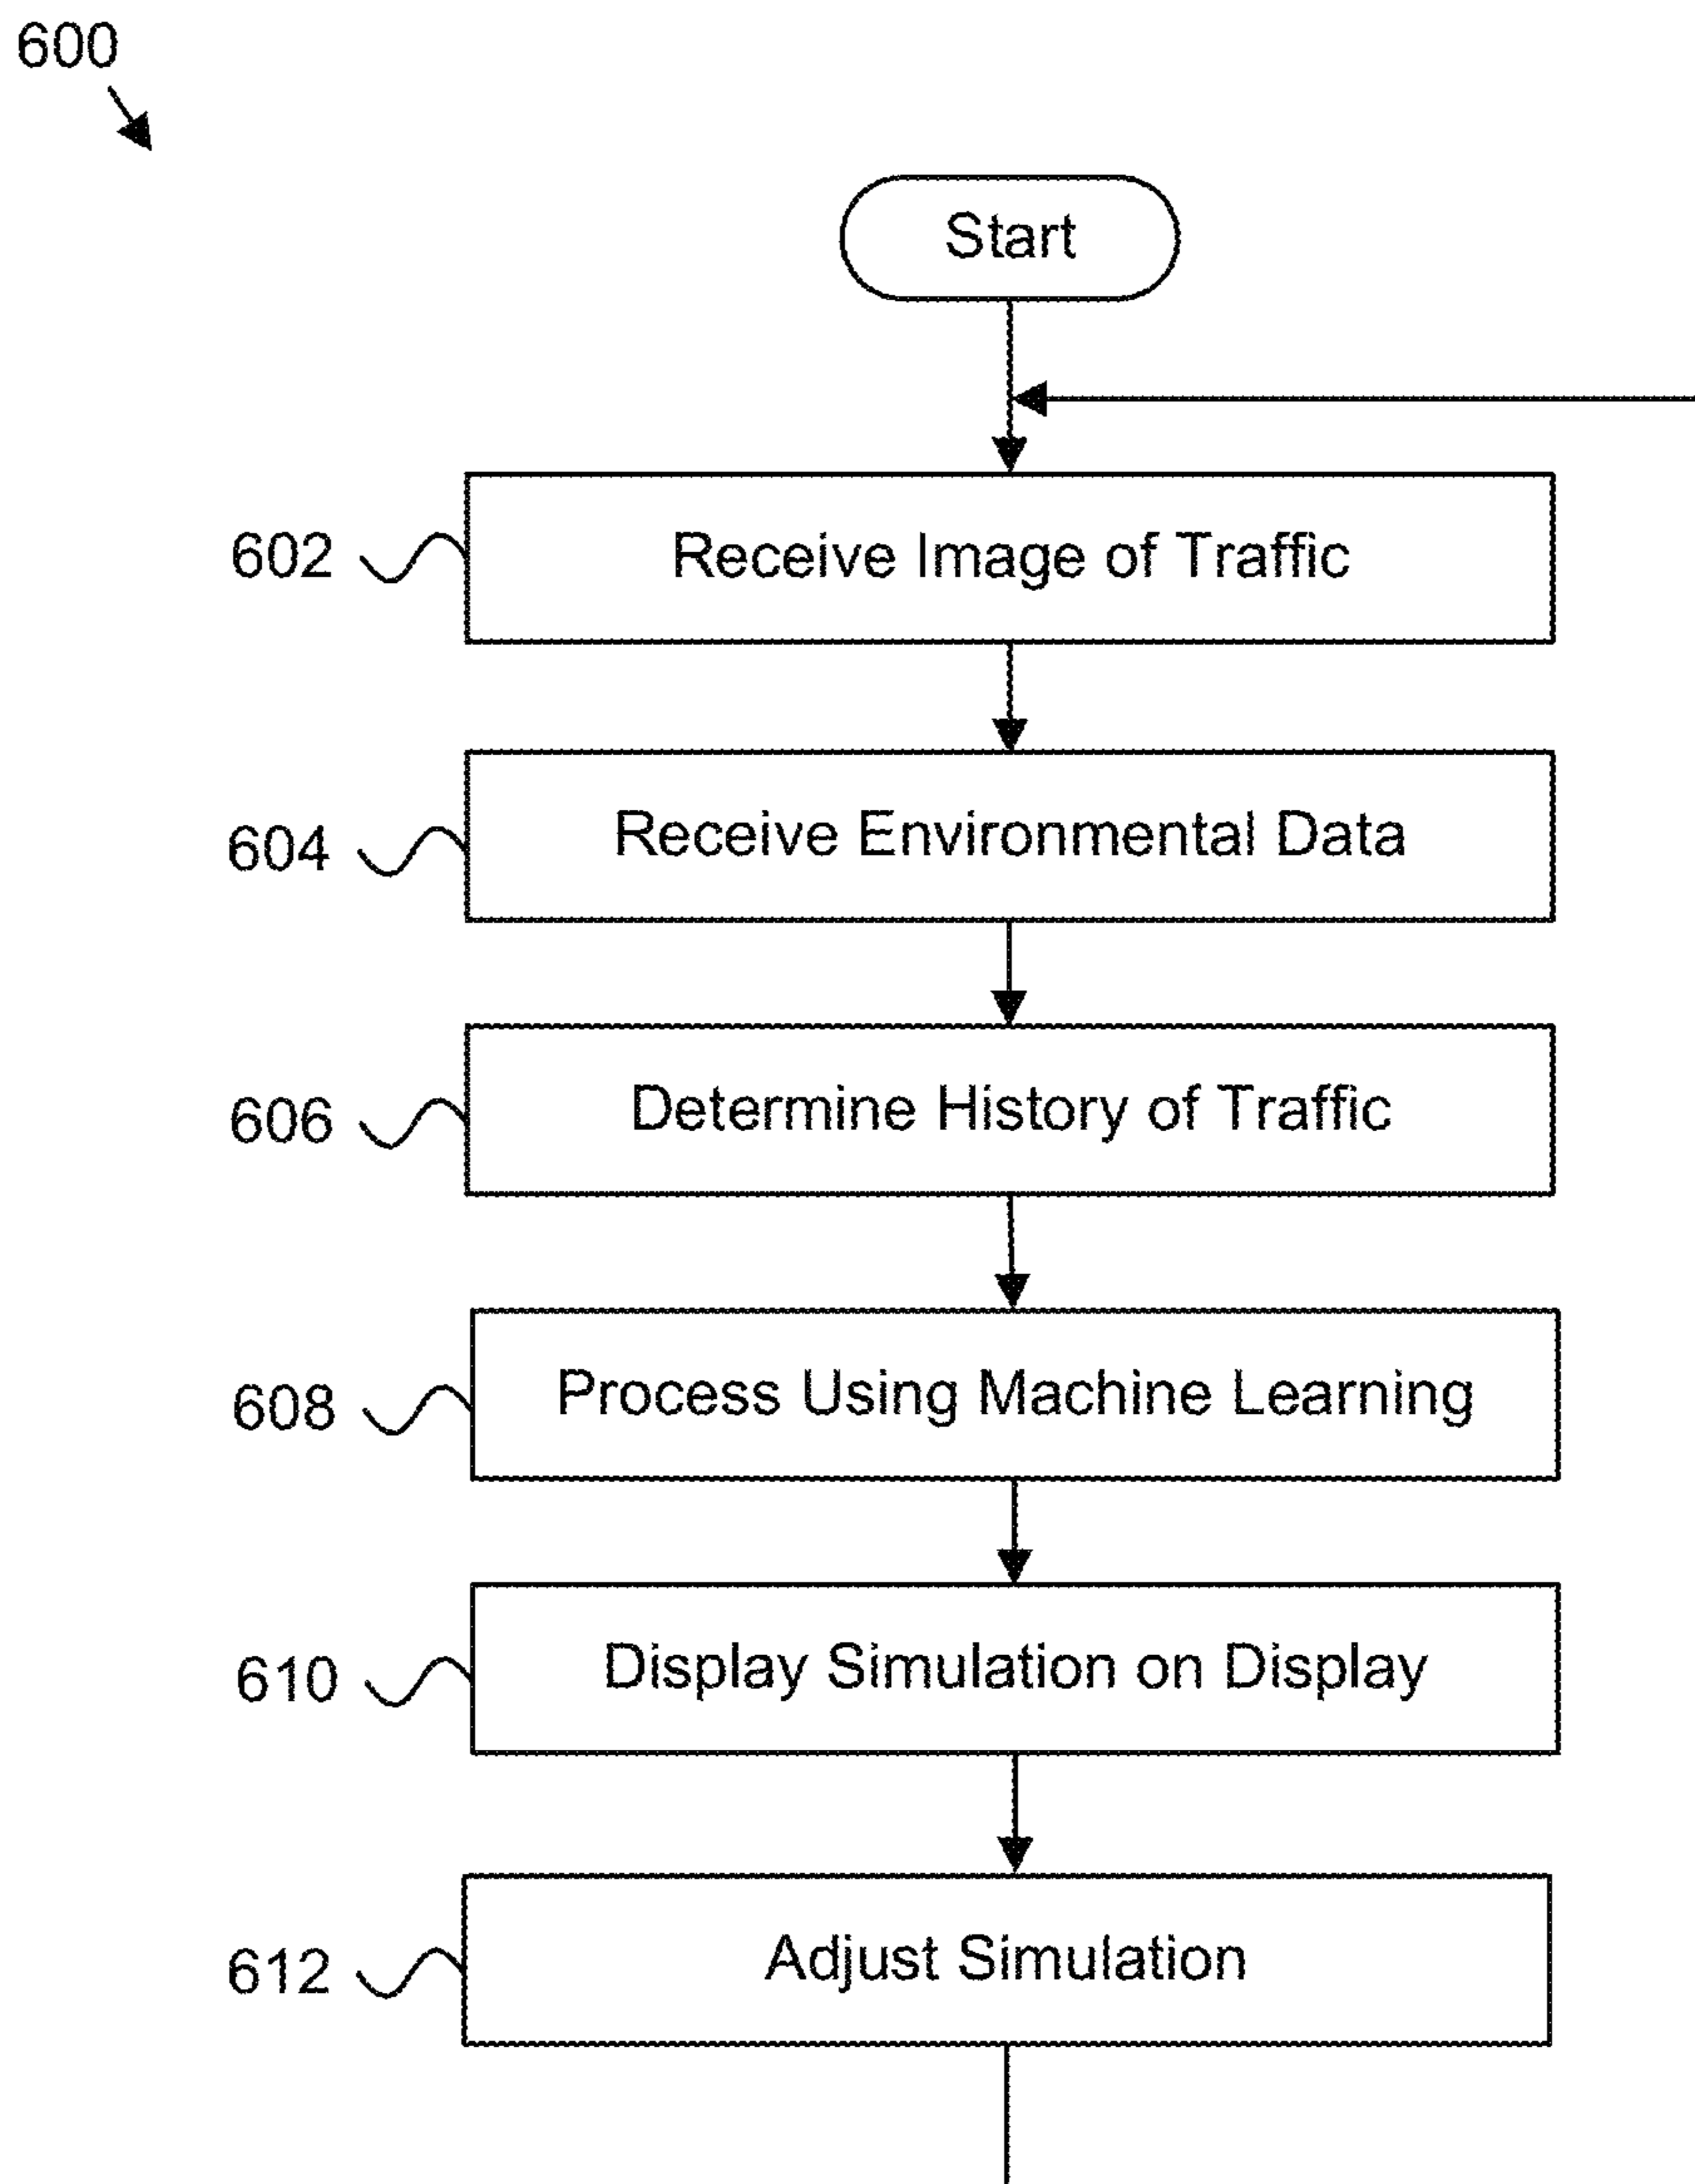 600
Start
602 Receive Image of Traffic
604 Receive Environmental Data
606 Determine History of Traffic
608 Process Using Machine Learning
610 Display Simulation on Display
612 Adjust Simulation